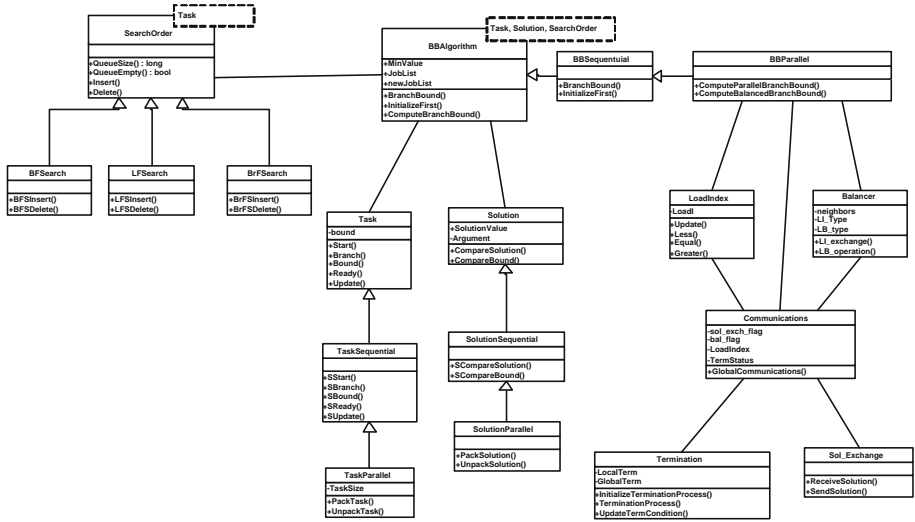 Task
SearchOrder
+QueueSize() : long
+QueueEmpty() : bool
+Insert()
+Delete()
Task, Solution, SearchOrder
BBAlgorithm
+MinValue
+JobList
+newJobList
+BranchBound()
+InitializeFirst()
+ComputeBranchBound()
BBSequentuial
+BranchBound()
+InitializeFirst()
BBParallel
+ComputeParallelBranchBound()
+ComputeBalancedBranchBound()
BFSearch
+BFSInsert()
+BFSDelete()
LFSearch
+LFSInsert()
+LFSDelete()
BrFSearch
+BrFSInsert()
+BrFSDelete()
Task
-bound
+Start()
+Branch()
+Bound()
+Ready()
+Update()
Solution
+SolutionValue
-Argument
+CompareSolution()
+CompareBound()
LoadIndex
-LoadI
+Update()
+Less()
+Equal()
+Greater()
Balancer
-neighbors
-LI_Type
-LB_type
+LI_exchange()
+LB_operation()
TaskSequential
+SStart()
+SBranch()
+SBound()
+SReady()
+SUpdate()
SolutionSequential
+SCompareSolution()
+SCompareBound()
Communications
-sol_exch_flag
-bal_flag
-LoadIndex
-TermStatus
+GlobalCommunications()
TaskParallel
-TaskSize
+PackTask()
+UnpackTask()
SolutionParallel
+PackSolution()
+UnpackSolution()
Termination
-LocalTerm
-GlobalTerm
+InitializeTerminationProcess()
+TerminationProcess()
+UpdateTermCondition()
Sol_Exchange
+ReceiveSolution()
+SendSolution()